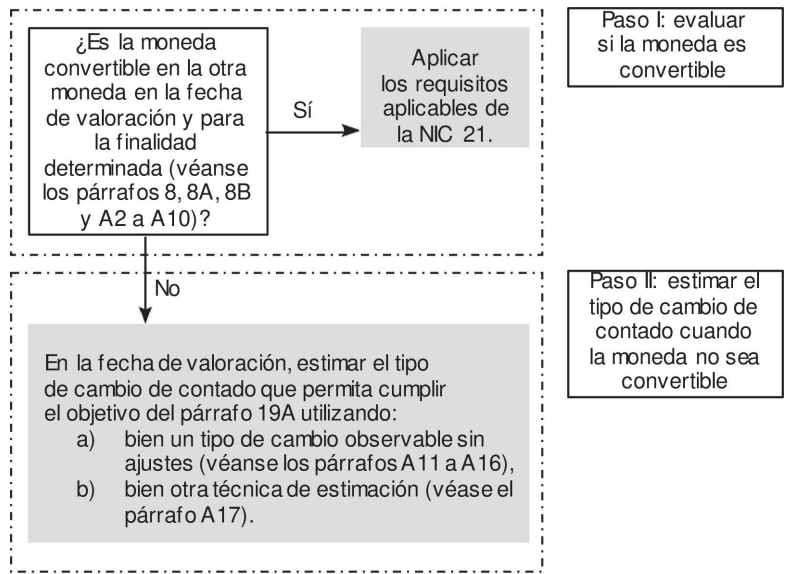 ¿Es la moneda
convertible en la otra
moneda en la fecha
de valoración y para
la finalidad
determinada (véanse
los párrafos 8, 8A, 8B
y A2 a A10)?
Sí
Aplicar
los requisitos
aplicables de
la NIC 21.
Paso I: evaluar
si la moneda es
convertible
No
En la fecha de valoración, estimar el tipo
de cambio de contado que permita cumplir
el objetivo del párrafo 19A utilizando:
a) bien un tipo de cambio observable sin
ajustes (véanse los párrafos A11 a A16),
b) bien otra técnica de estimación (véase el
párrafo A17).
Paso II: estimar el
tipo de cambio de
contado cuando
la moneda no sea
convertible